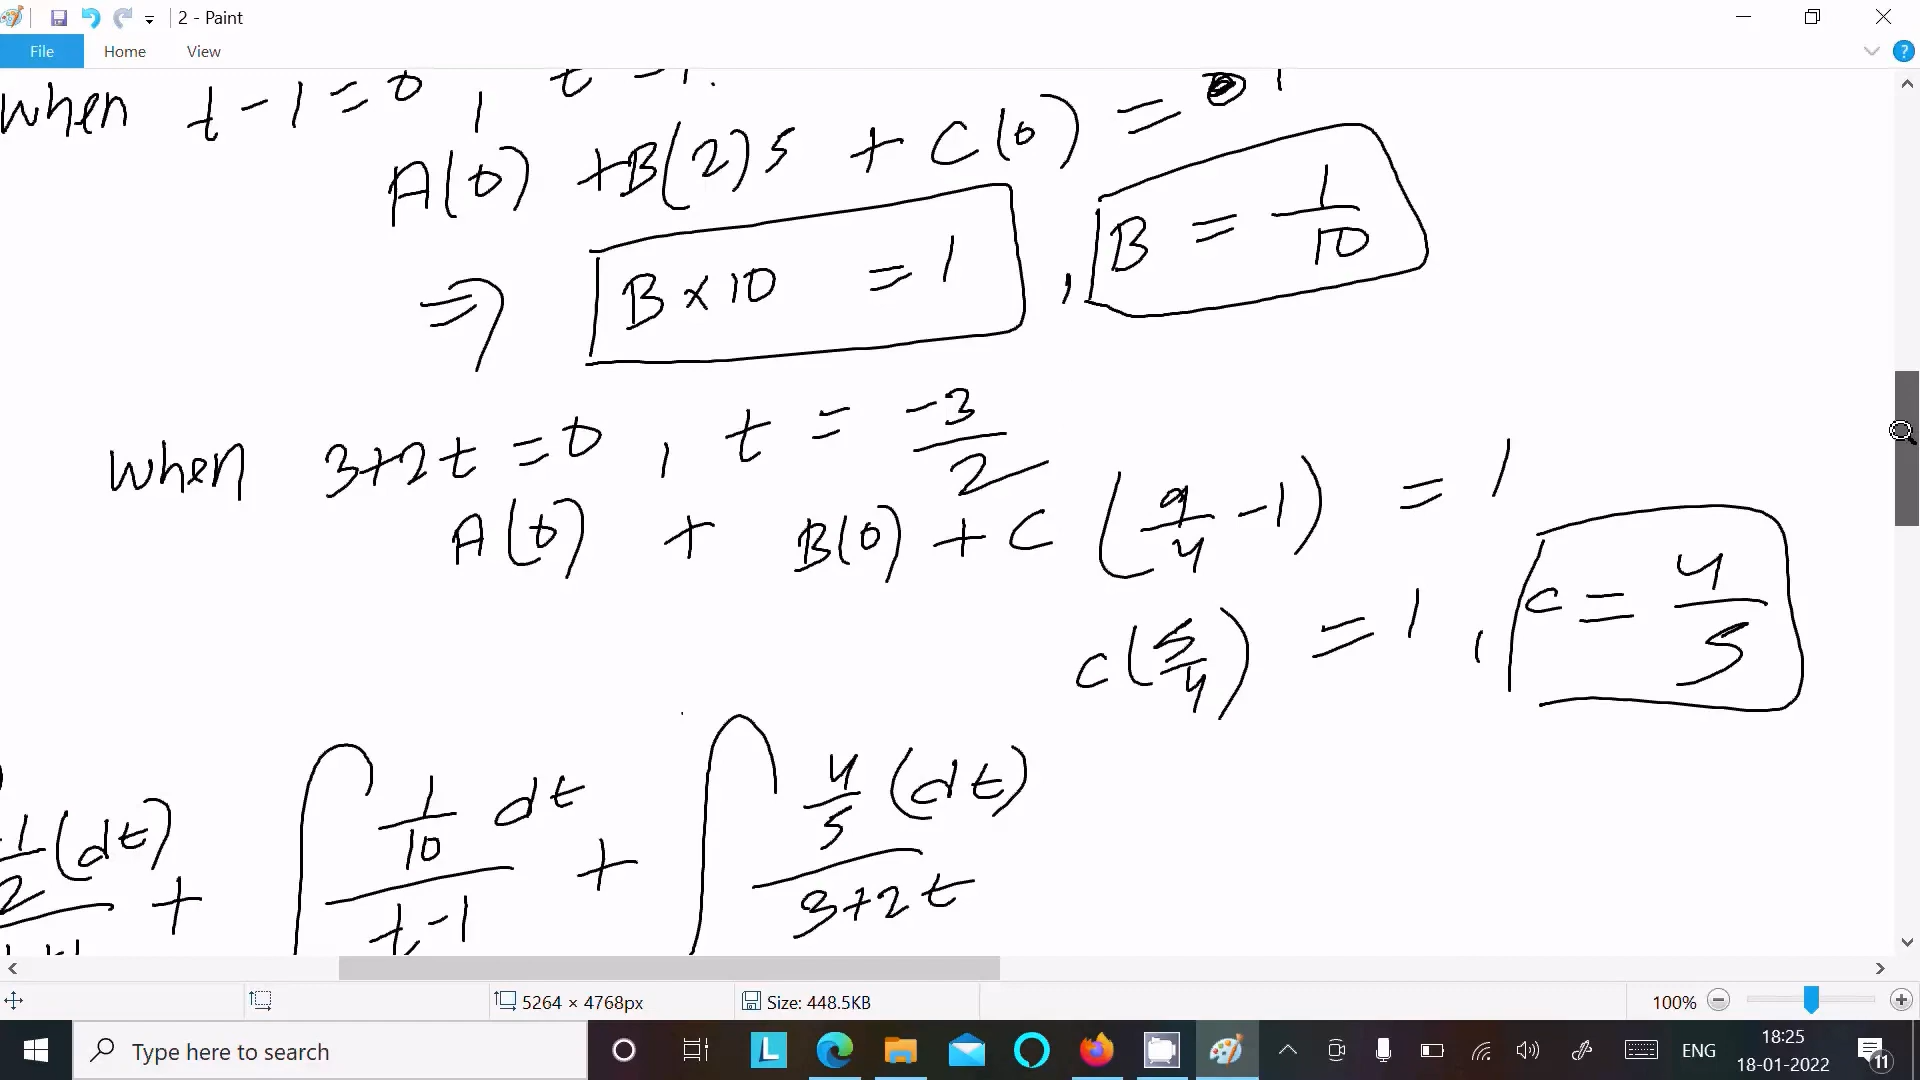 2 - Paint
File Home View
when t-1=0, t=1.
A(0) +B(2)5 + C(0) = 1
⇒ B×10 = 1, B = 1/10
when 3+2t=0, t = -3/2
A(0) + B(0) + C (9/4 -1) = 1
C(5/4) = 1, C = 4/5
1/2 (dt) + ∫ 1/10 dt / t-1 + ∫ 4/5 (dt) / 3+2t
5264 × 4768px Size: 448.5KB 100%
Type here to search ENG 18:25
18-01-2022 11